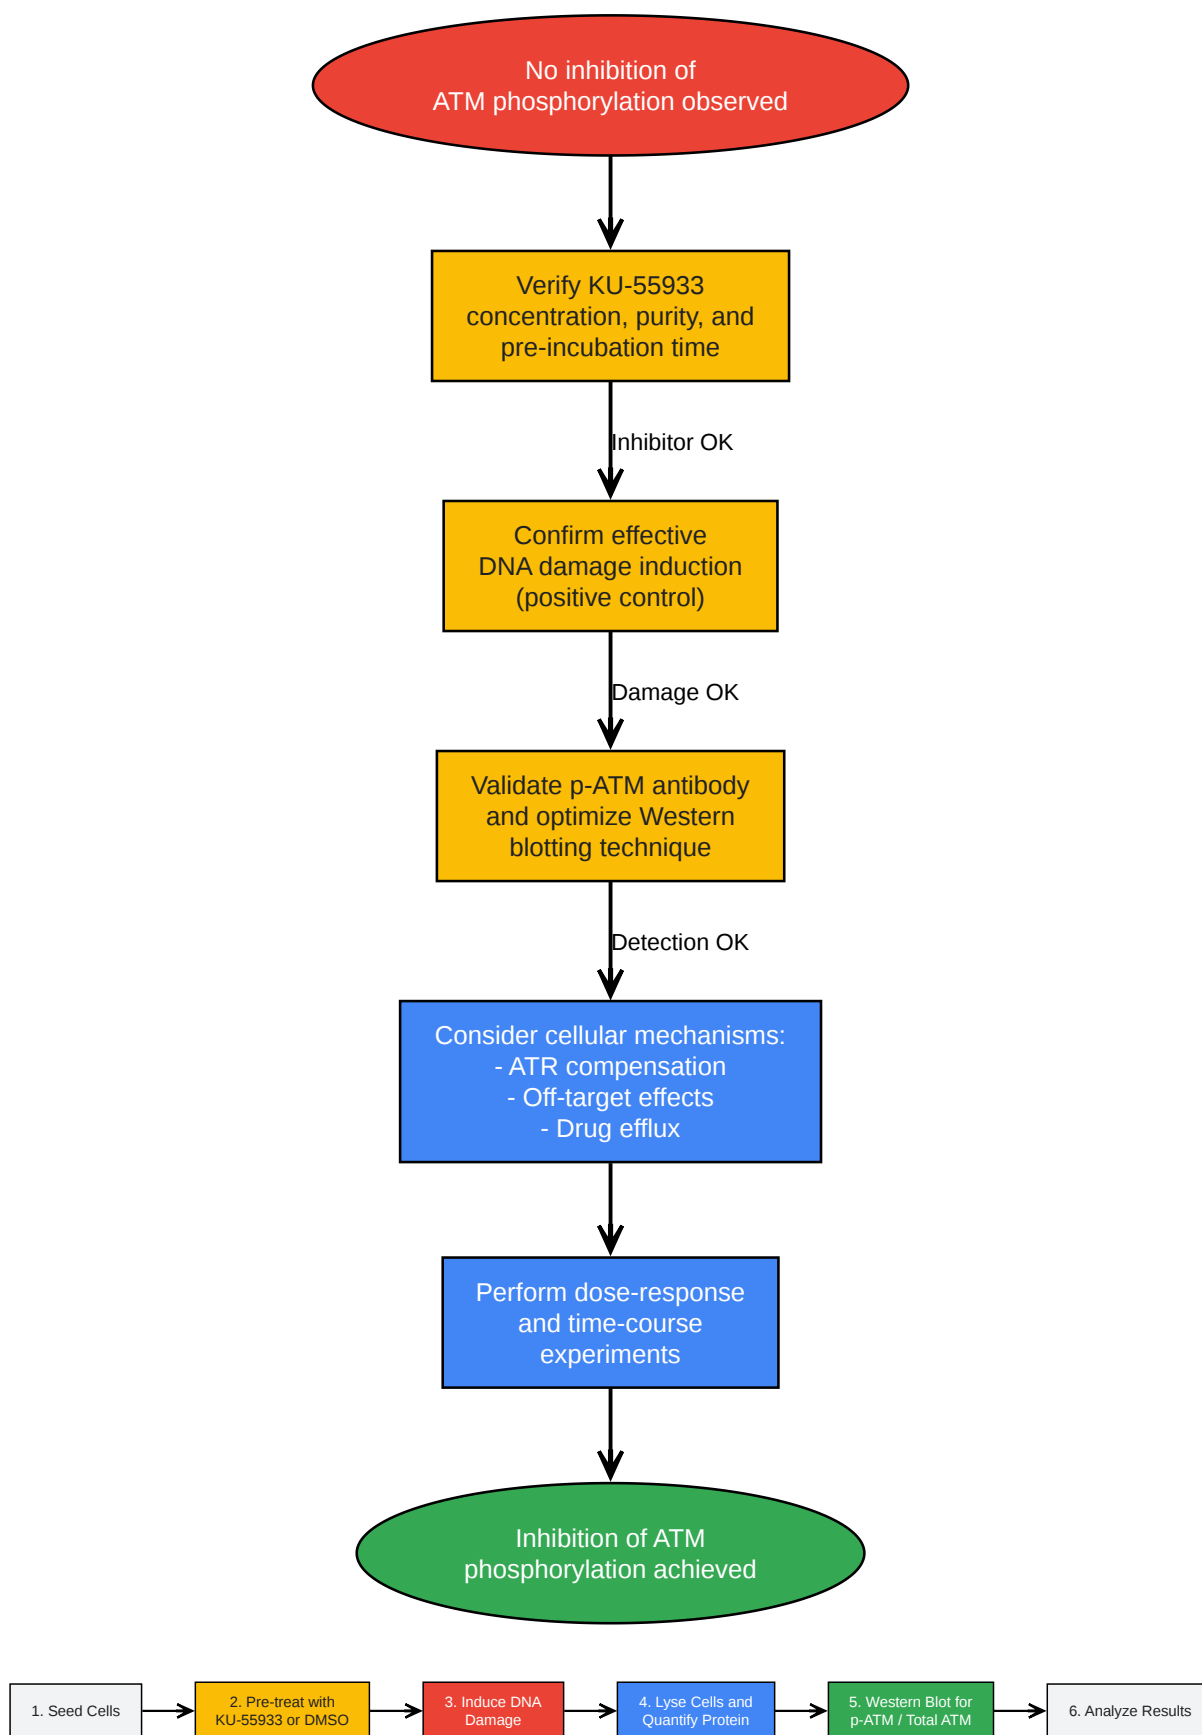 No inhibition of
ATM phosphorylation observed
Verify KU-55933
concentration, purity, and
pre-incubation time
Inhibitor OK
Confirm effective
DNA damage induction
(positive control)
Damage OK
Validate p-ATM antibody
and optimize Western
blotting technique
Detection OK
Consider cellular mechanisms:
- ATR compensation
- Off-target effects
- Drug efflux
Perform dose-response
and time-course
experiments
Inhibition of ATM
phosphorylation achieved
1. Seed Cells
2. Pre-treat with
KU-55933 or DMSO
3. Induce DNA
Damage
4. Lyse Cells and
Quantify Protein
5. Western Blot for
p-ATM / Total ATM
6. Analyze Results